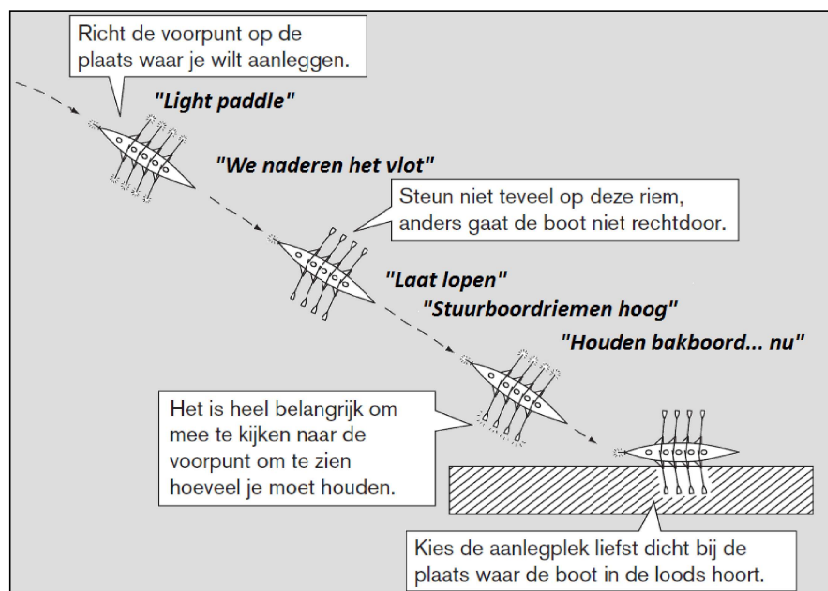 Richt de voorpunt op de
plaats waar je wilt aanleggen.
"Light paddle"
"We naderen het vlot"
Steun niet teveel op deze riem,
anders gaat de boot niet rechtdoor.
"Laat lopen"
"Stuurboordriemen hoog"
"Houden bakboord... nu"
Het is heel belangrijk om
mee te kijken naar de
voorpunt om te zien
hoeveel je moet houden.
Kies de aanlegplek liefst dicht bij de
plaats waar de boot in de loods hoort.